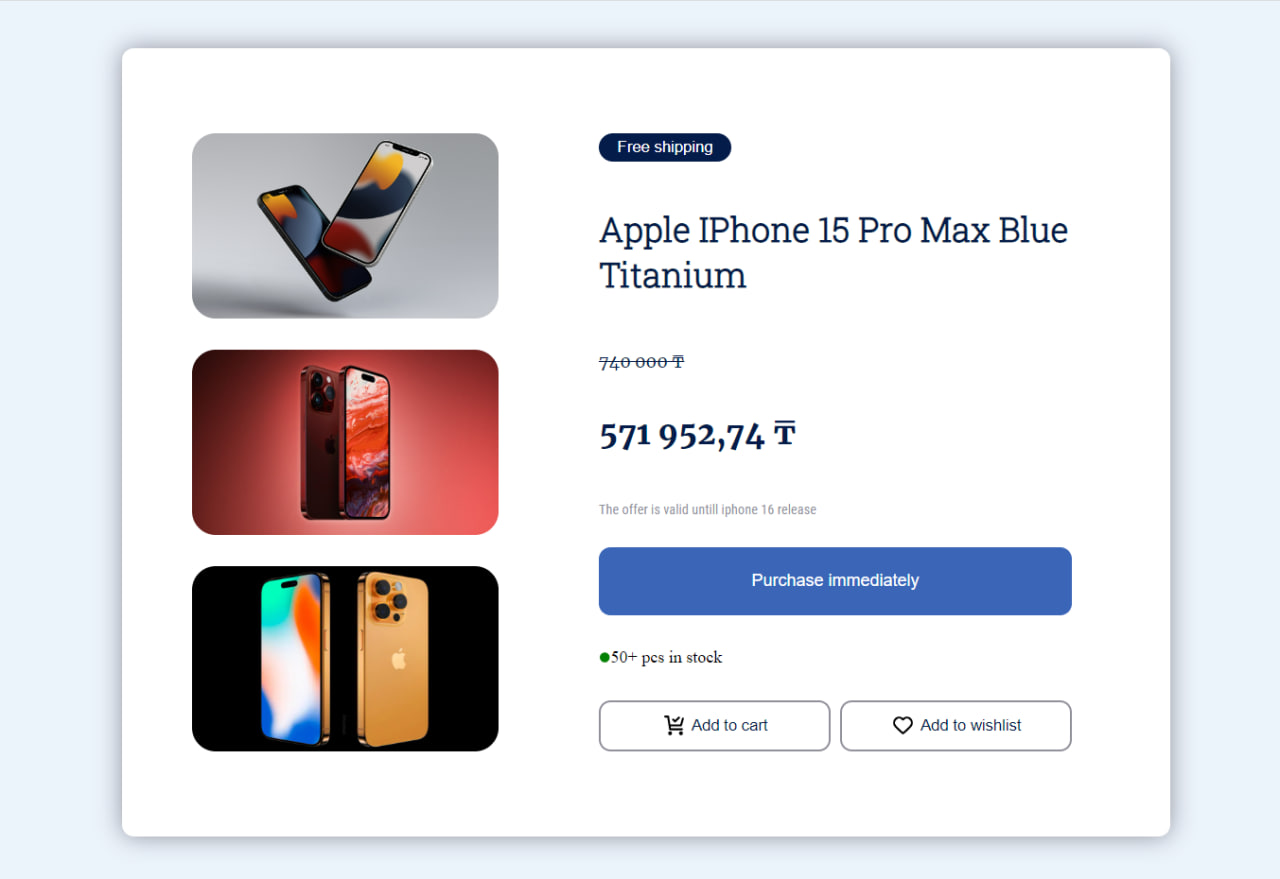 Free shipping
Apple IPhone 15 Pro Max Blue
Titanium
740 000 ₸
571 952,74 ₸
The offer is valid untill iphone 16 release
Purchase immediately
50+ pcs in stock
Add to cart
Add to wishlist